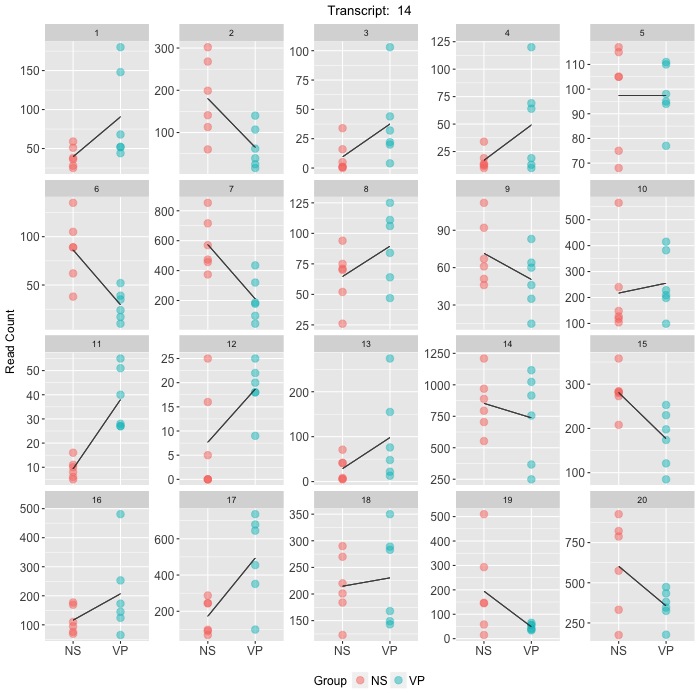 Transcript: 14
1 2 3 4 5
150 100 50
300 200 100
100 75 50 25 0
125 100 75 50 25
110 100 90 80 70
6 7 8 9 10
100 50
800 600 400 200
125 100 75 50 25
90 60 30
500 400 300 200 100
Read Count
11 12 13 14 15
50 40 30 20 10
25 20 15 10 5 0
200 100 0
1250 1000 750 500 250
300 200 100
16 17 18 19 20
500 400 300 200 100
600 400 200
350 300 250 200 150
500 400 300 200 100 0
750 500 250
NS VP NS VP NS VP NS VP NS VP
Group NS VP